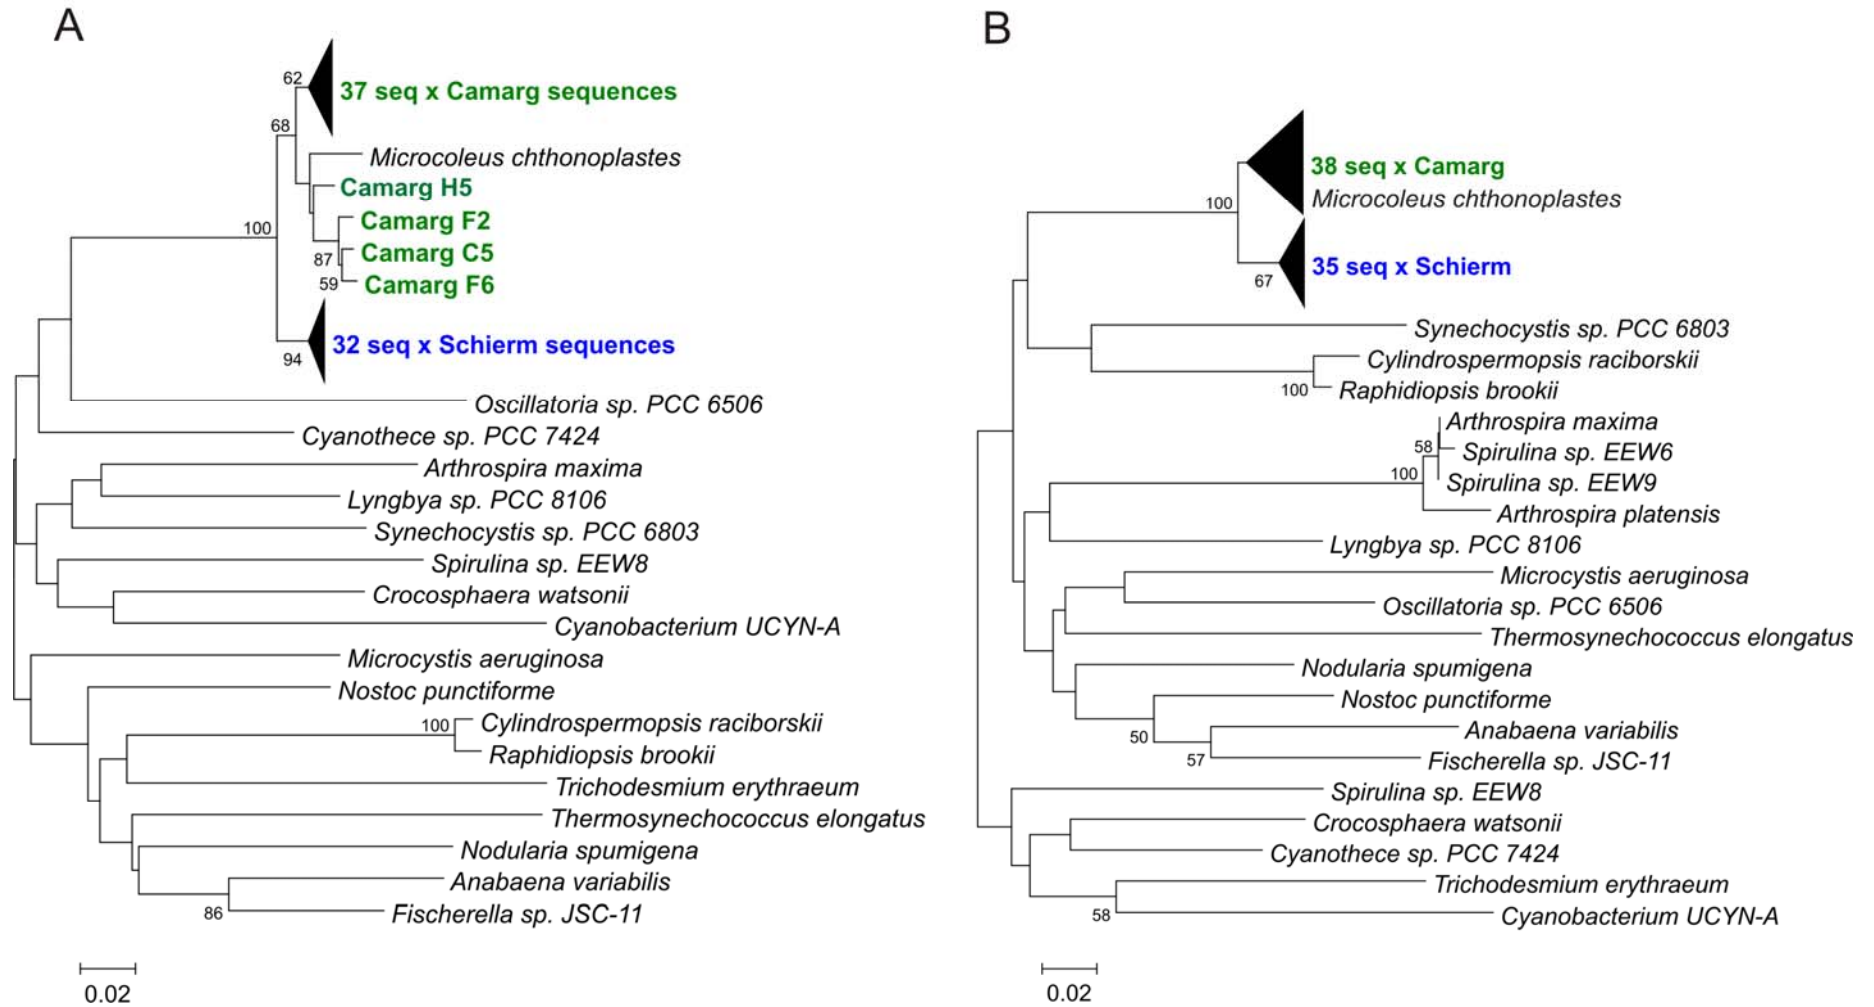 A
62
37 seq x Camarg sequences
68
Microcoleus chthonoplastes
Camarg H5
Camarg F2
100
Camarg C5
87
Camarg F6
59
32 seq x Schierm sequences
94
Oscillatoria sp. PCC 6506
Cyanothece sp. PCC 7424
Arthrospira maxima
Lyngbya sp. PCC 8106
Synechocystis sp. PCC 6803
Spirulina sp. EEW8
Crocosphaera watsonii
Cyanobacterium UCYN-A
Microcystis aeruginosa
Nostoc punctiforme
100
Cylindrospermopsis raciborskii
Raphidiopsis brookii
Trichodesmium erythraeum
Thermosynechococcus elongatus
Nodularia spumigena
Anabaena variabilis
86
Fischerella sp. JSC-11
0.02
B
38 seq x Camarg
100
Microcoleus chthonoplastes
35 seq x Schierm
67
Synechocystis sp. PCC 6803
Cylindrospermopsis raciborskii
100
Raphidiopsis brookii
Arthrospira maxima
58
Spirulina sp. EEW6
100
Spirulina sp. EEW9
Arthrospira platensis
Lyngbya sp. PCC 8106
Microcystis aeruginosa
Oscillatoria sp. PCC 6506
Thermosynechococcus elongatus
Nodularia spumigena
Nostoc punctiforme
50
Anabaena variabilis
57
Fischerella sp. JSC-11
Spirulina sp. EEW8
Crocosphaera watsonii
Cyanothece sp. PCC 7424
Trichodesmium erythraeum
58
Cyanobacterium UCYN-A
0.02